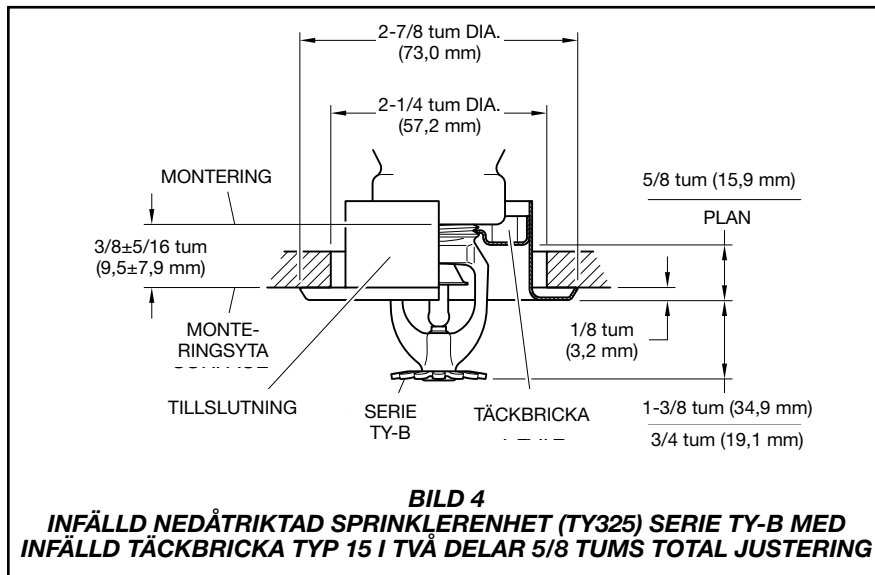 2-7/8 tum DIA.
(73,0 mm)
2-1/4 tum DIA.
(57,2 mm)
MONTERING
5/8 tum (15,9 mm)
PLAN
3/8±5/16 tum
(9,5±7,9 mm)
MONTE-
RINGSYTA
1/8 tum
(3,2 mm)
TILLSLUTNING
SERIE
TY-B
TÄCKBRICKA
1-3/8 tum (34,9 mm)
3/4 tum (19,1 mm)
BILD 4
INFÄLLD NEDÅTRIKTAD SPRINKLERENHET (TY325) SERIE TY-B MED
INFÄLLD TÄCKBRICKA TYP 15 I TVÅ DELAR 5/8 TUMS TOTAL JUSTERING